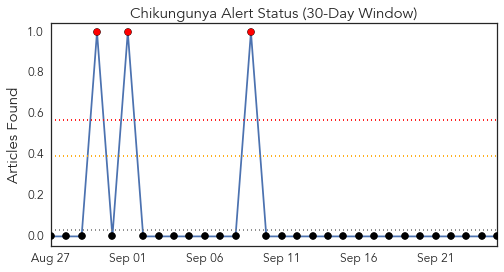 Chikungunya Alert Status (30-Day Window)
Articles Found
1.0
0.8
0.6
0.4
0.2
0.0
Aug 27 Sep 01 Sep 06 Sep 11 Sep 16 Sep 21